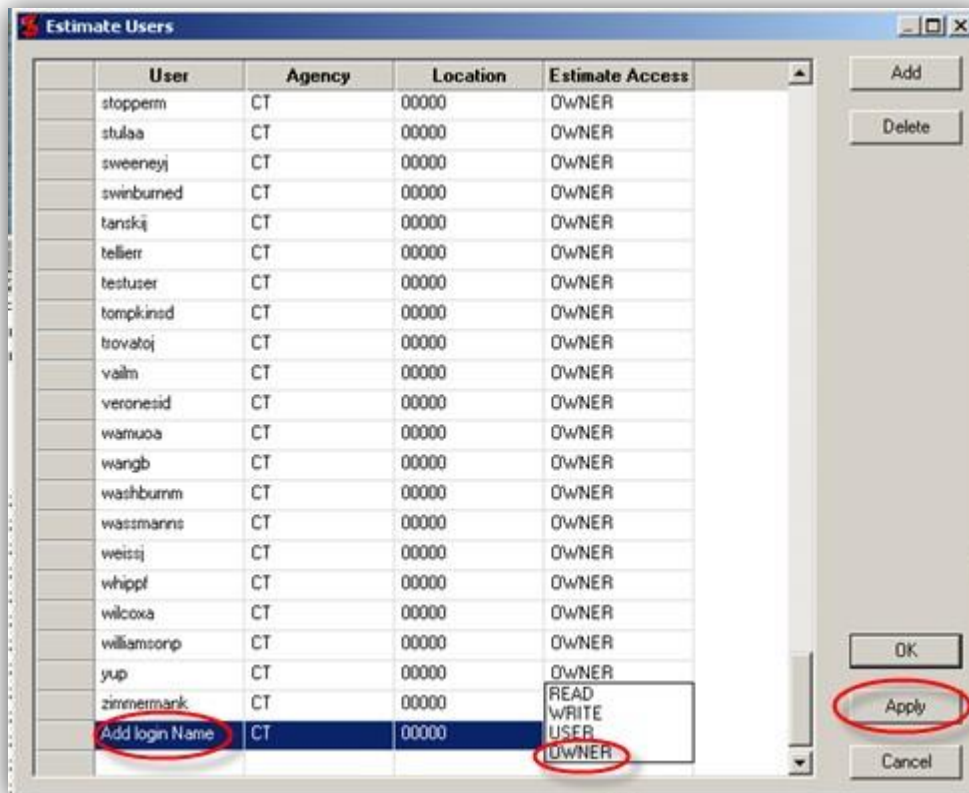 Estimate Users
User Agency Location Estimate Access
Add
stopperm CT 00000 OWNER
Delete
stulaa CT 00000 OWNER
sweeneyj CT 00000 OWNER
swinburned CT 00000 OWNER
tanskij CT 00000 OWNER
tellierr CT 00000 OWNER
testuser CT 00000 OWNER
tompkinsd CT 00000 OWNER
trovatoj CT 00000 OWNER
vailm CT 00000 OWNER
veronesid CT 00000 OWNER
wamuoa CT 00000 OWNER
wangb CT 00000 OWNER
washburnm CT 00000 OWNER
wassmanns CT 00000 OWNER
weissj CT 00000 OWNER
whippf CT 00000 OWNER
wilcoxa CT 00000 OWNER
williamsonp CT 00000 OWNER
OK
yup CT 00000 OWNER
zimmermank CT 00000 READ
WRITE
Apply
Add login Name CT 00000 USER
OWNER
Cancel